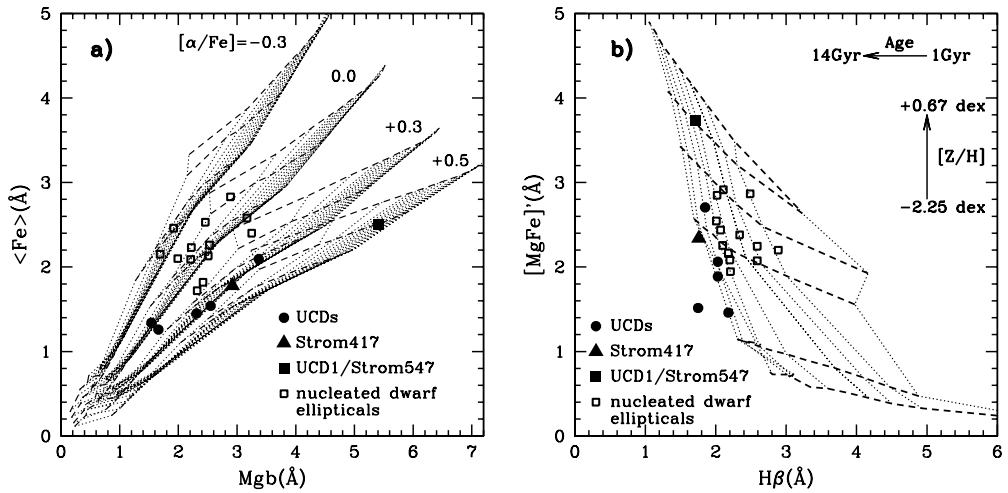 a)
[α/Fe]=−0.3
0.0
+0.3
+0.5
UCDs
Strom417
UCD1/Strom547
nucleated dwarf
ellipticals
<Fe>(Å)
5
4
3
2
1
0
0 1 2 3 4 5 6 7
Mgb(Å)
b)
Age
14Gyr 1Gyr
+0.67 dex
[Z/H]
−2.25 dex
UCDs
Strom417
UCD1/Strom547
nucleated dwarf
ellipticals
[MgFe]'(Å)
5
4
3
2
1
0
0 1 2 3 4 5 6
Hβ(Å)